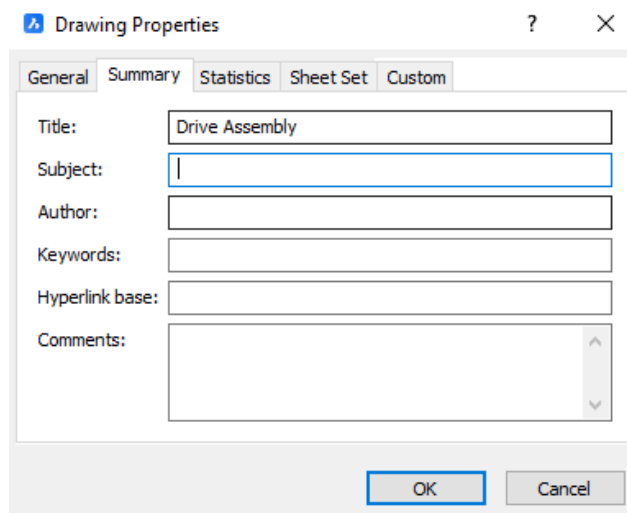 Drawing Properties ?
General Summary Statistics Sheet Set Custom
Title: Drive Assembly
Subject:
Author:
Keywords:
Hyperlink base:
Comments:
OK Cancel